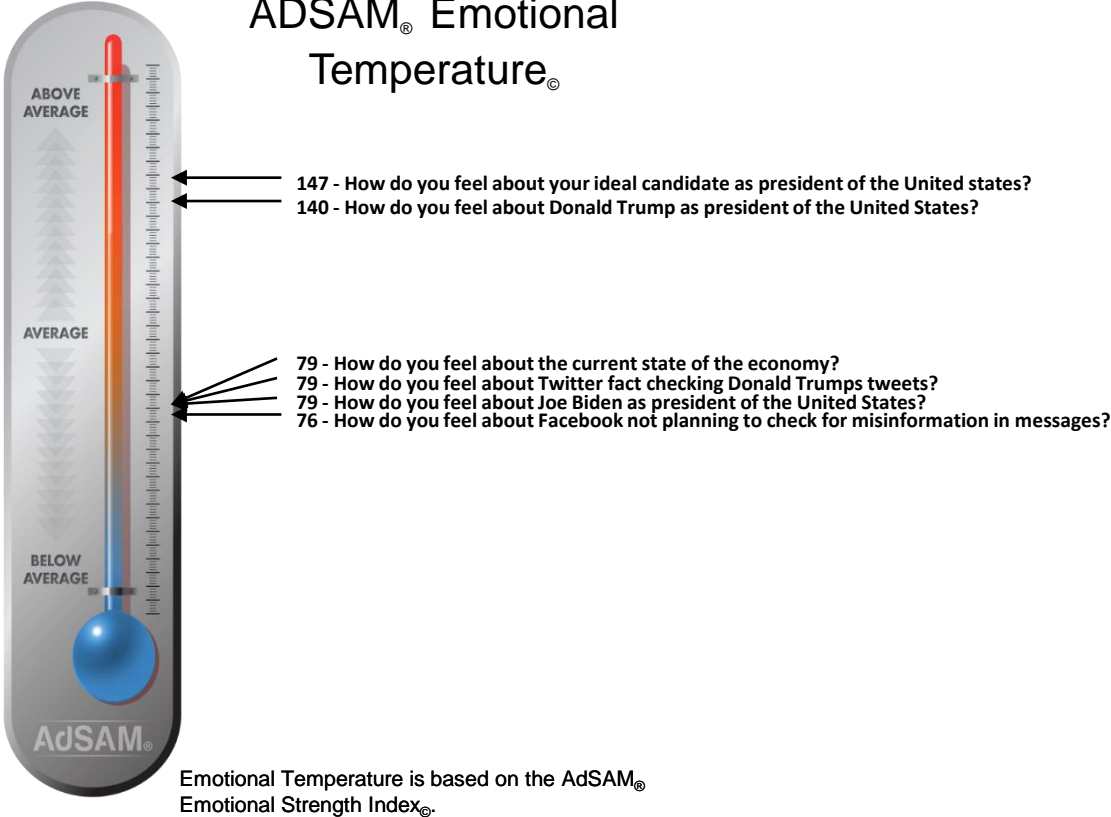 ADSAM® Emotional
Temperature©
ABOVE
AVERAGE
147 - How do you feel about your ideal candidate as president of the United states?
140 - How do you feel about Donald Trump as president of the United States?
AVERAGE
79 - How do you feel about the current state of the economy?
79 - How do you feel about Twitter fact checking Donald Trumps tweets?
79 - How do you feel about Joe Biden as president of the United States?
76 - How do you feel about Facebook not planning to check for misinformation in messages?
BELOW
AVERAGE
AdSAM®
Emotional Temperature is based on the AdSAM®
Emotional Strength Index©.